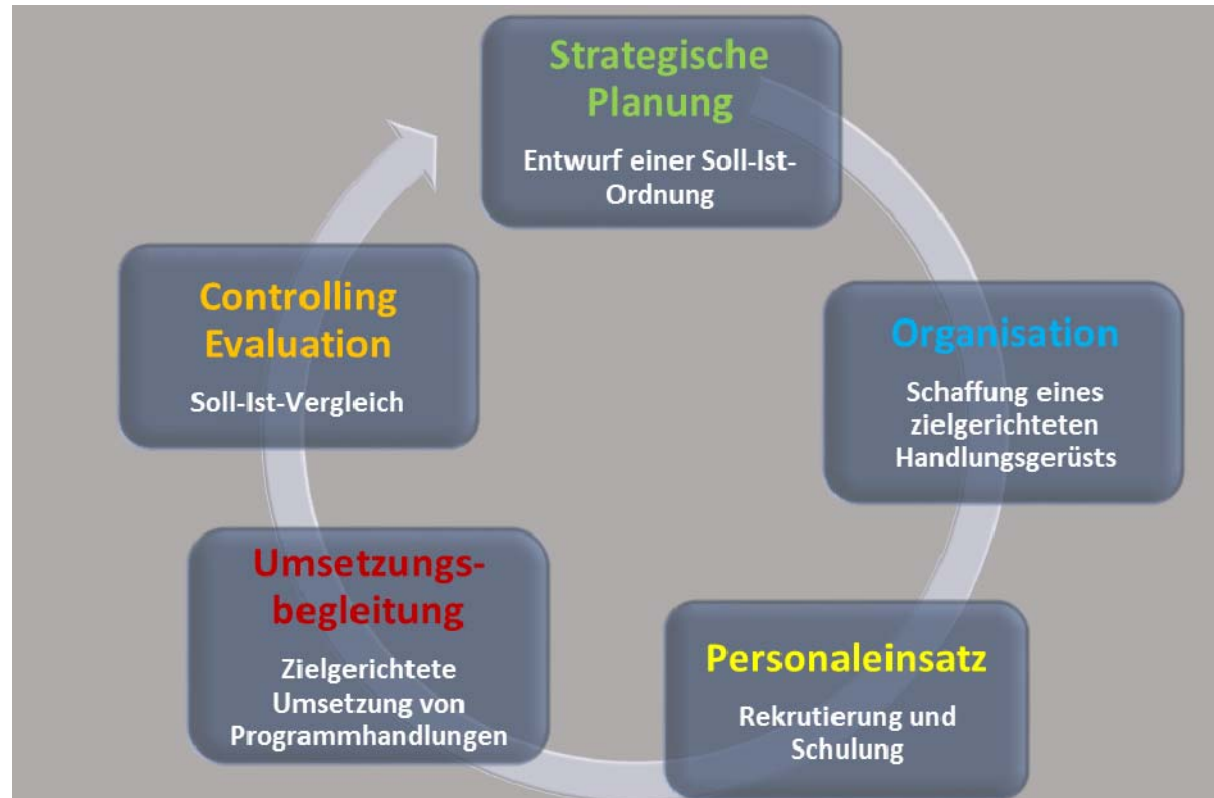 Strategische
Planung
Entwurf einer Soll-Ist-
Ordnung
Organisation
Schaffung eines
zielgerichteten
Handlungsgerüsts
Personaleinsatz
Rekrutierung und
Schulung
Umsetzungs-
begleitung
Zielgerichtete
Umsetzung von
Programmhandlungen
Controlling
Evaluation
Soll-Ist-Vergleich